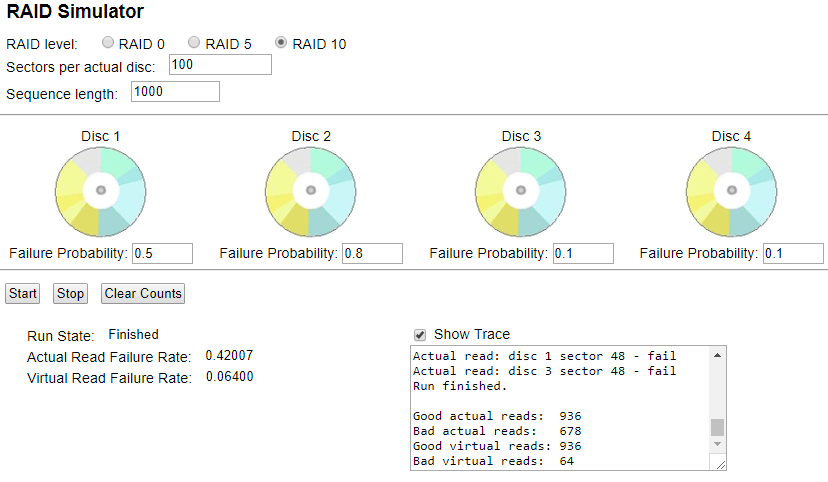 RAID Simulator
RAID level: RAID 0 RAID 5 RAID 10
Sectors per actual disc: 100
Sequence length: 1000
Disc 1 Disc 2 Disc 3 Disc 4
Failure Probability: 0.5 Failure Probability: 0.8 Failure Probability: 0.1 Failure Probability: 0.1
Start Stop Clear Counts
Run State: Finished
Actual Read Failure Rate: 0.42007
Virtual Read Failure Rate: 0.06400
Show Trace
Actual read: disc 1 sector 48 - fail
Actual read: disc 3 sector 48 - fail
Run finished.
Good actual reads: 936
Bad actual reads: 678
Good virtual reads: 936
Bad virtual reads: 64